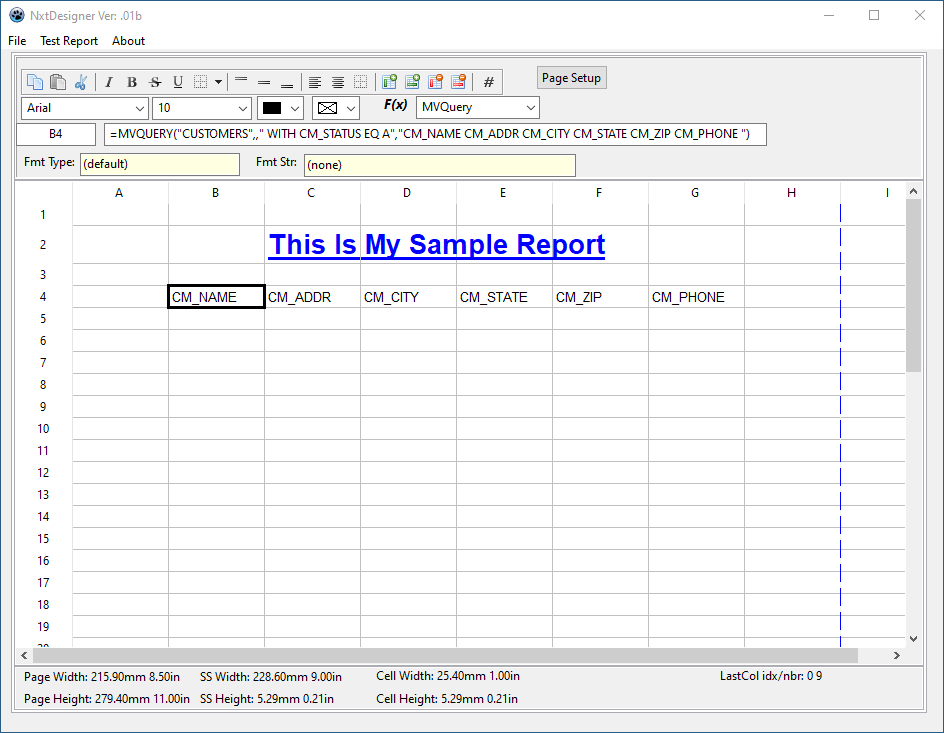 NxtDesigner Ver: .01b
File Test Report About
I B S U # Page Setup
Arial 10 F(x) MVQuery
B4 =MVQUERY("CUSTOMERS",," WITH CM_STATUS EQ A","CM_NAME CM_ADDR CM_CITY CM_STATE CM_ZIP CM_PHONE ")
Fmt Type: (default) Fmt Str: (none)
A B C D E F G H I
1
2 This Is My Sample Report
3
4 CM_NAME CM_ADDR CM_CITY CM_STATE CM_ZIP CM_PHONE
5
6
7
8
9
10
11
12
13
14
15
16
17
18
19
20
Page Width: 215.90mm 8.50in SS Width: 228.60mm 9.00in Cell Width: 25.40mm 1.00in LastCol idx/nbr: 0 9
Page Height: 279.40mm 11.00in SS Height: 5.29mm 0.21in Cell Height: 5.29mm 0.21in